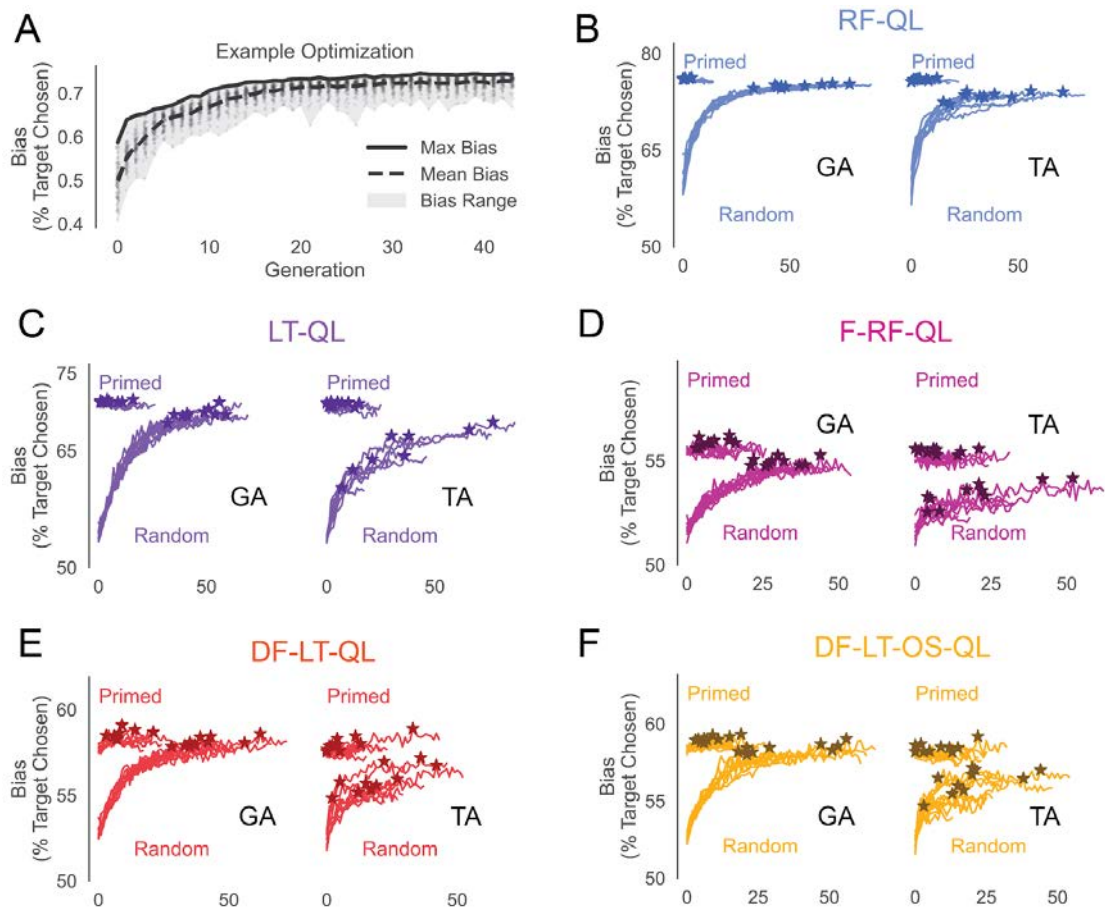 A
Example Optimization
Bias
(% Target Chosen)
0.7
0.6
0.5
0.4
Max Bias
Mean Bias
Bias Range
0 10 20 30 40
Generation
B
RF-QL
Bias
(% Target Chosen)
80
65
50
Primed
GA
TA
Random
0 50 0 50
C
LT-QL
Bias
(% Target Chosen)
75
65
50
Primed Primed
GA
TA
Random Random
0 50 0 50
D
F-RF-QL
Bias
(% Target Chosen)
55
50
Primed Primed
GA
TA
Random Random
0 25 50 0 25 50
E
DF-LT-QL
Bias
(% Target Chosen)
60
55
50
Primed Primed
GA
TA
Random Random
0 50 0 50
F
DF-LT-OS-QL
Bias
(% Target Chosen)
60
55
50
Primed Primed
GA
TA
Random Random
0 25 50 0 25 50